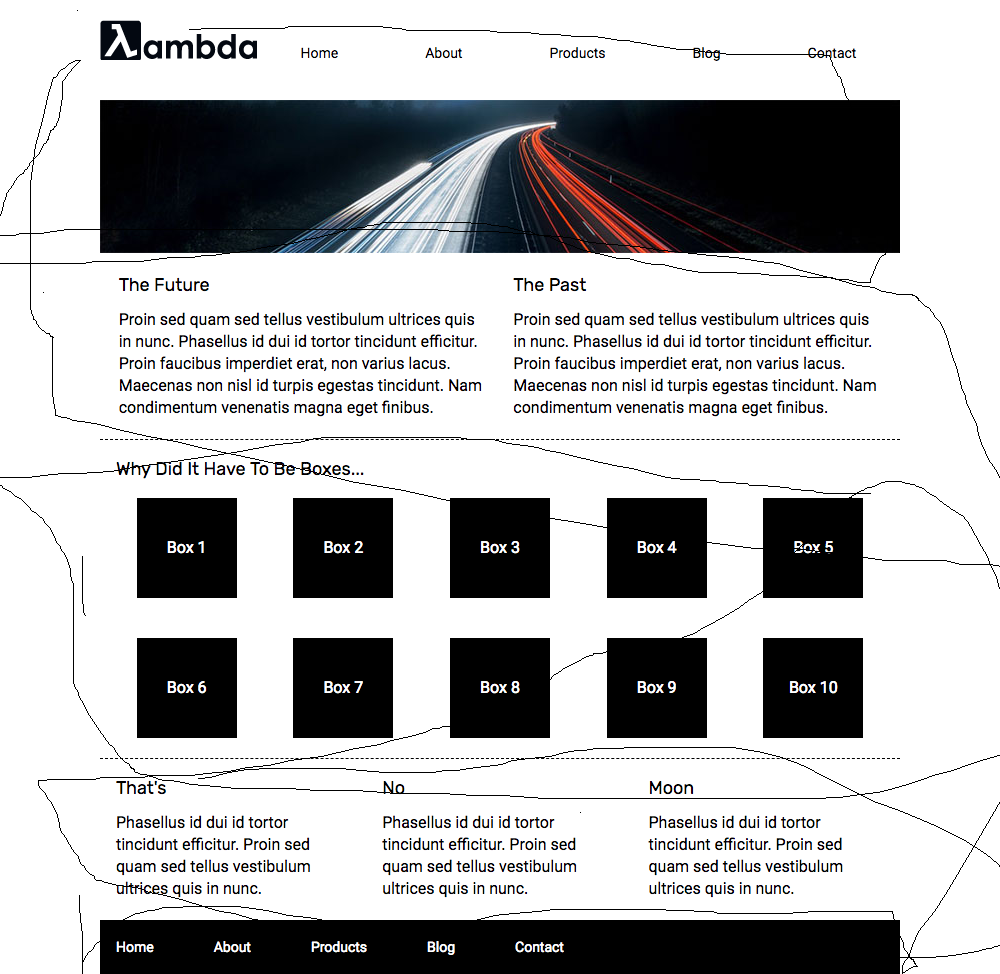 λambda
Home About Products Blog Contact
The Future
Proin sed quam sed tellus vestibulum ultrices quis
in nunc. Phasellus id dui id tortor tincidunt efficitur.
Proin faucibus imperdiet erat, non varius lacus.
Maecenas non nisl id turpis egestas tincidunt. Nam
condimentum venenatis magna eget finibus.
The Past
Proin sed quam sed tellus vestibulum ultrices quis
in nunc. Phasellus id dui id tortor tincidunt efficitur.
Proin faucibus imperdiet erat, non varius lacus.
Maecenas non nisl id turpis egestas tincidunt. Nam
condimentum venenatis magna eget finibus.
Why Did It Have To Be Boxes...
Box 1 Box 2 Box 3 Box 4 Box 5
Box 6 Box 7 Box 8 Box 9 Box 10
That's
Phasellus id dui id tortor
tincidunt efficitur. Proin sed
quam sed tellus vestibulum
ultrices quis in nunc.
No
Phasellus id dui id tortor
tincidunt efficitur. Proin sed
quam sed tellus vestibulum
ultrices quis in nunc.
Moon
Phasellus id dui id tortor
tincidunt efficitur. Proin sed
quam sed tellus vestibulum
ultrices quis in nunc.
Home About Products Blog Contact